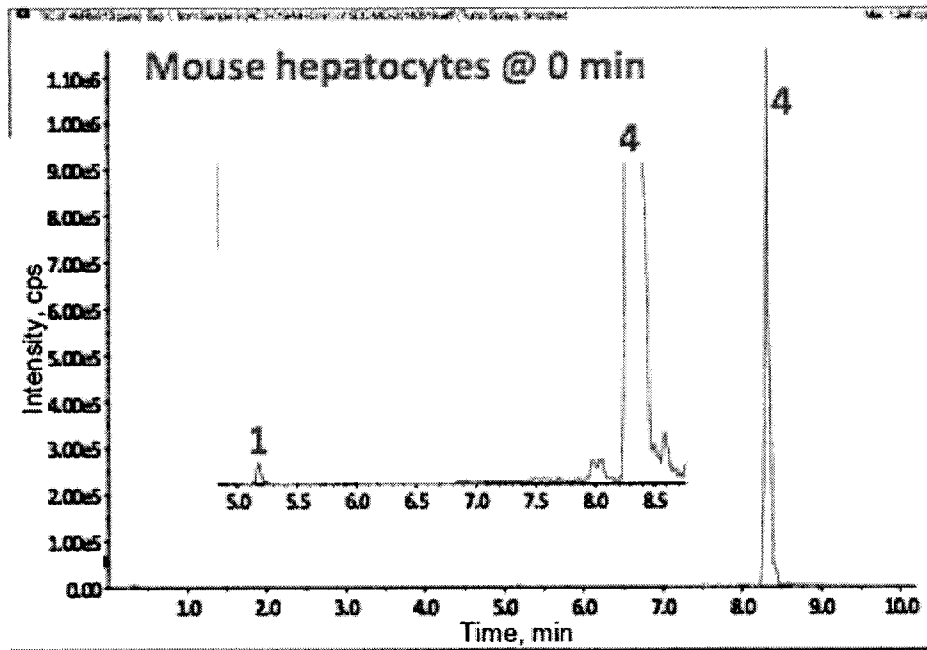 Mouse hepatocytes @ 0 min
4
4
1
Intensity, cps
1.10e6
1.00e6
9.00e5
8.00e5
7.00e5
6.00e5
5.00e5
4.00e5
3.00e5
2.00e5
1.00e5
0.00
5.0 5.5 6.0 6.5 7.0 7.5 8.0 8.5
1.0 2.0 3.0 4.0 5.0 6.0 7.0 8.0 9.0 10.0
Time, min